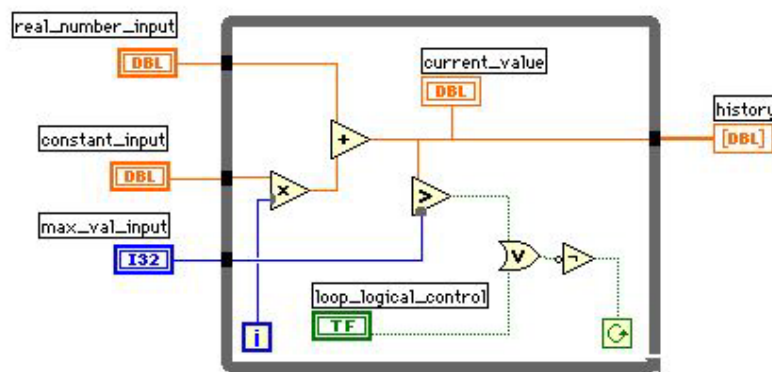 real_number_input
DBL
current_value
DBL
history
[DBL]
constant_input
DBL
+
x
>
max_val_input
I32
V
¬
loop_logical_control
TF
i